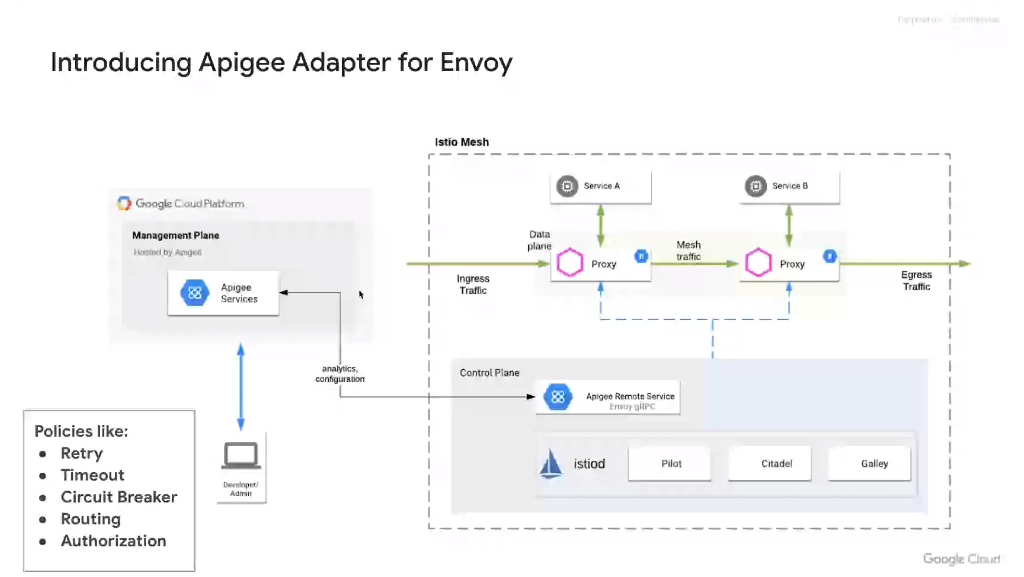 Introducing Apigee Adapter for Envoy
Istio Mesh
Service A
Service B
Google Cloud Platform
Management Plane
Hosted by Apigee
Apigee
Services
Data
plane
Proxy
Mesh
traffic
Proxy
Ingress
Traffic
Egress
Traffic
analytics,
configuration
Control Plane
Apigee Remote Service
Envoy gRPC
istiod
Pilot
Citadel
Galley
Developer/
Admin
Policies like:
● Retry
● Timeout
● Circuit Breaker
● Routing
● Authorization
Google Cloud